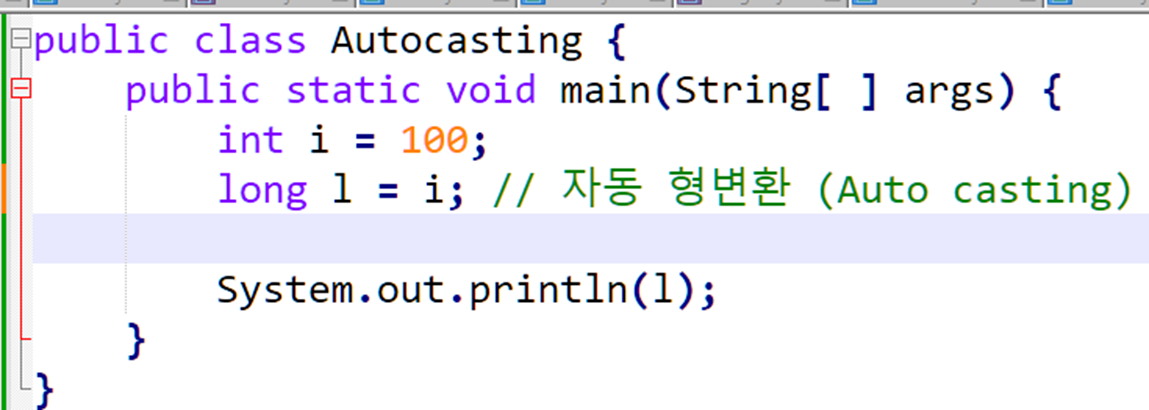 public class Autocasting {
    public static void main(String[ ] args) {
        int i = 100;
        long l = i; // 자동 형변환 (Auto casting)
        System.out.println(l);
    }
}